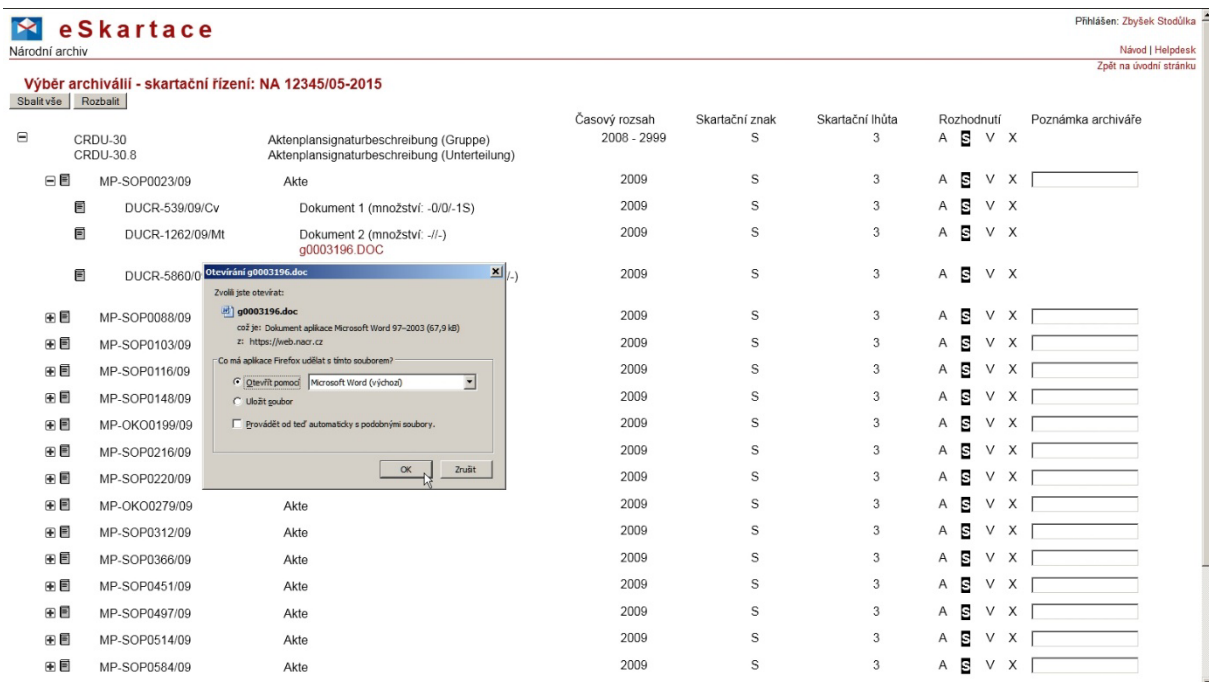 eSkartace
Přihlášen: Zbyšek Stodůlka
Národní archiv
Návod | Helpdesk
Zpět na úvodní stránku
Výběr archiválií - skartační řízení: NA 12345/05-2015
Sbalit vše Rozbalit
Časový rozsah Skartační znak Skartační lhůta Rozhodnutí Poznámka archiváře
CRDU-30 Aktenplansignaturbeschreibung (Gruppe) 2008 - 2999 S 3 A S V X
CRDU-30.8 Aktenplansignaturbeschreibung (Unterteilung)
MP-SOP0023/09 Akte 2009 S 3 A S V X
DUCR-539/09/Cv Dokument 1 (množství: -0/0/-1S) 2009 S 3 A S V X
DUCR-1262/09/Mt Dokument 2 (množství: -//-) 2009 S 3 A S V X
g0003196.DOC
DUCR-5860/0 /-) 2009 S 3 A S V X
Otevírání g0003196.doc
Zvolili jste otevírat:
g0003196.doc
což je: Dokument aplikace Microsoft Word 97–2003 (67,9 kB)
z: https://web.nacr.cz
Co má aplikace Firefox udělat s tímto souborem?
Otevřít pomocí Microsoft Word (výchozí)
Uložit soubor
Provádět od teď automaticky s podobnými soubory.
OK Zrušit
MP-SOP0088/09 2009 S 3 A S V X
MP-SOP0103/09 2009 S 3 A S V X
MP-SOP0116/09 2009 S 3 A S V X
MP-SOP0148/09 2009 S 3 A S V X
MP-OKO0199/09 2009 S 3 A S V X
MP-SOP0216/09 2009 S 3 A S V X
MP-SOP0220/09 2009 S 3 A S V X
MP-OKO0279/09 Akte 2009 S 3 A S V X
MP-SOP0312/09 Akte 2009 S 3 A S V X
MP-SOP0366/09 Akte 2009 S 3 A S V X
MP-SOP0451/09 Akte 2009 S 3 A S V X
MP-SOP0497/09 Akte 2009 S 3 A S V X
MP-SOP0514/09 Akte 2009 S 3 A S V X
MP-SOP0584/09 Akte 2009 S 3 A S V X